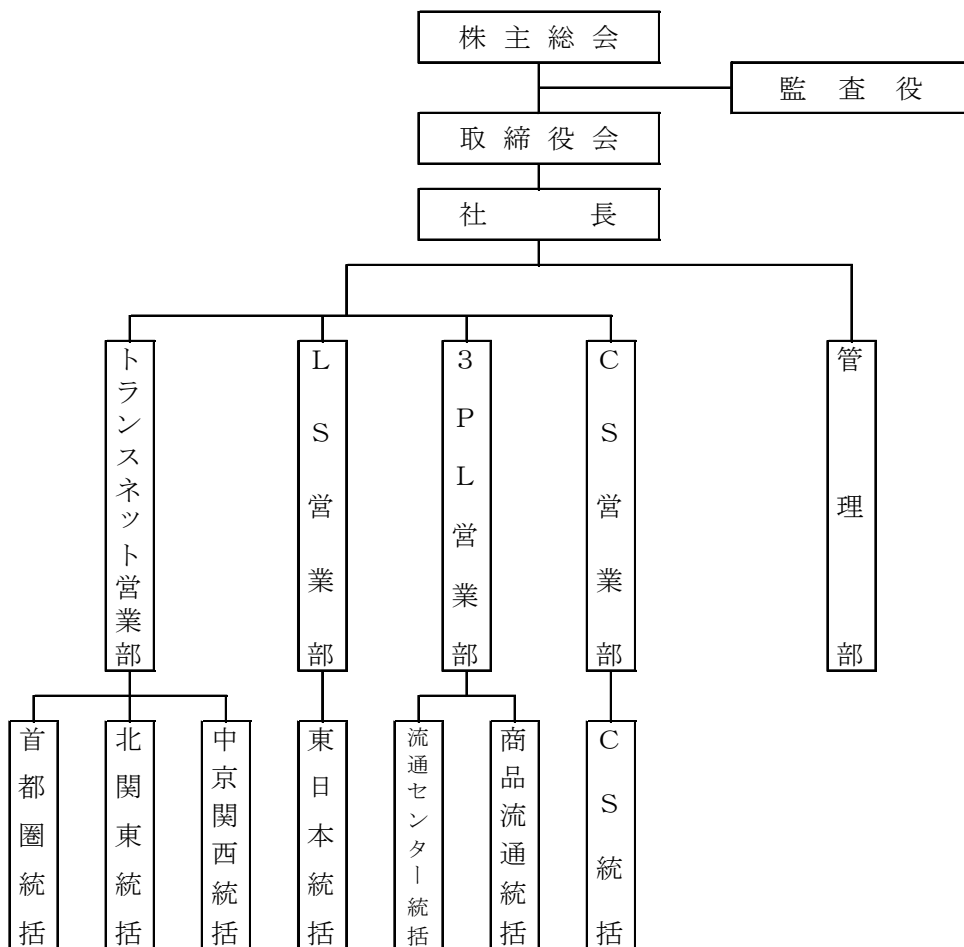 株主総会
監査役
取締役会
社長
トランスネット営業部
LS営業部
3PL営業部
CS営業部
管理部
首都圏統括
北関東統括
中京関西統括
東日本統括
流通センター統括
商品流通統括
CS統括